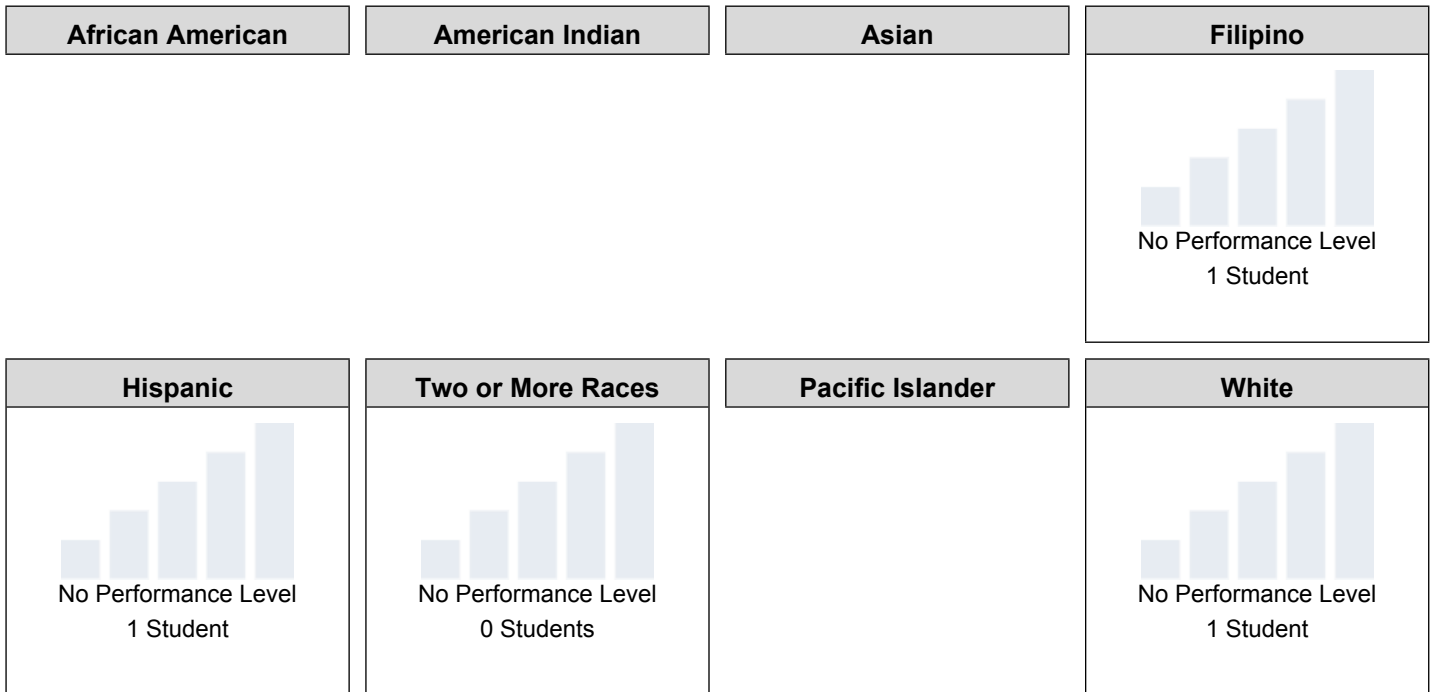 African American
American Indian
Asian
Filipino
No Performance Level
1 Student
Hispanic
Two or More Races
Pacific Islander
White
No Performance Level
1 Student
No Performance Level
0 Students
No Performance Level
1 Student